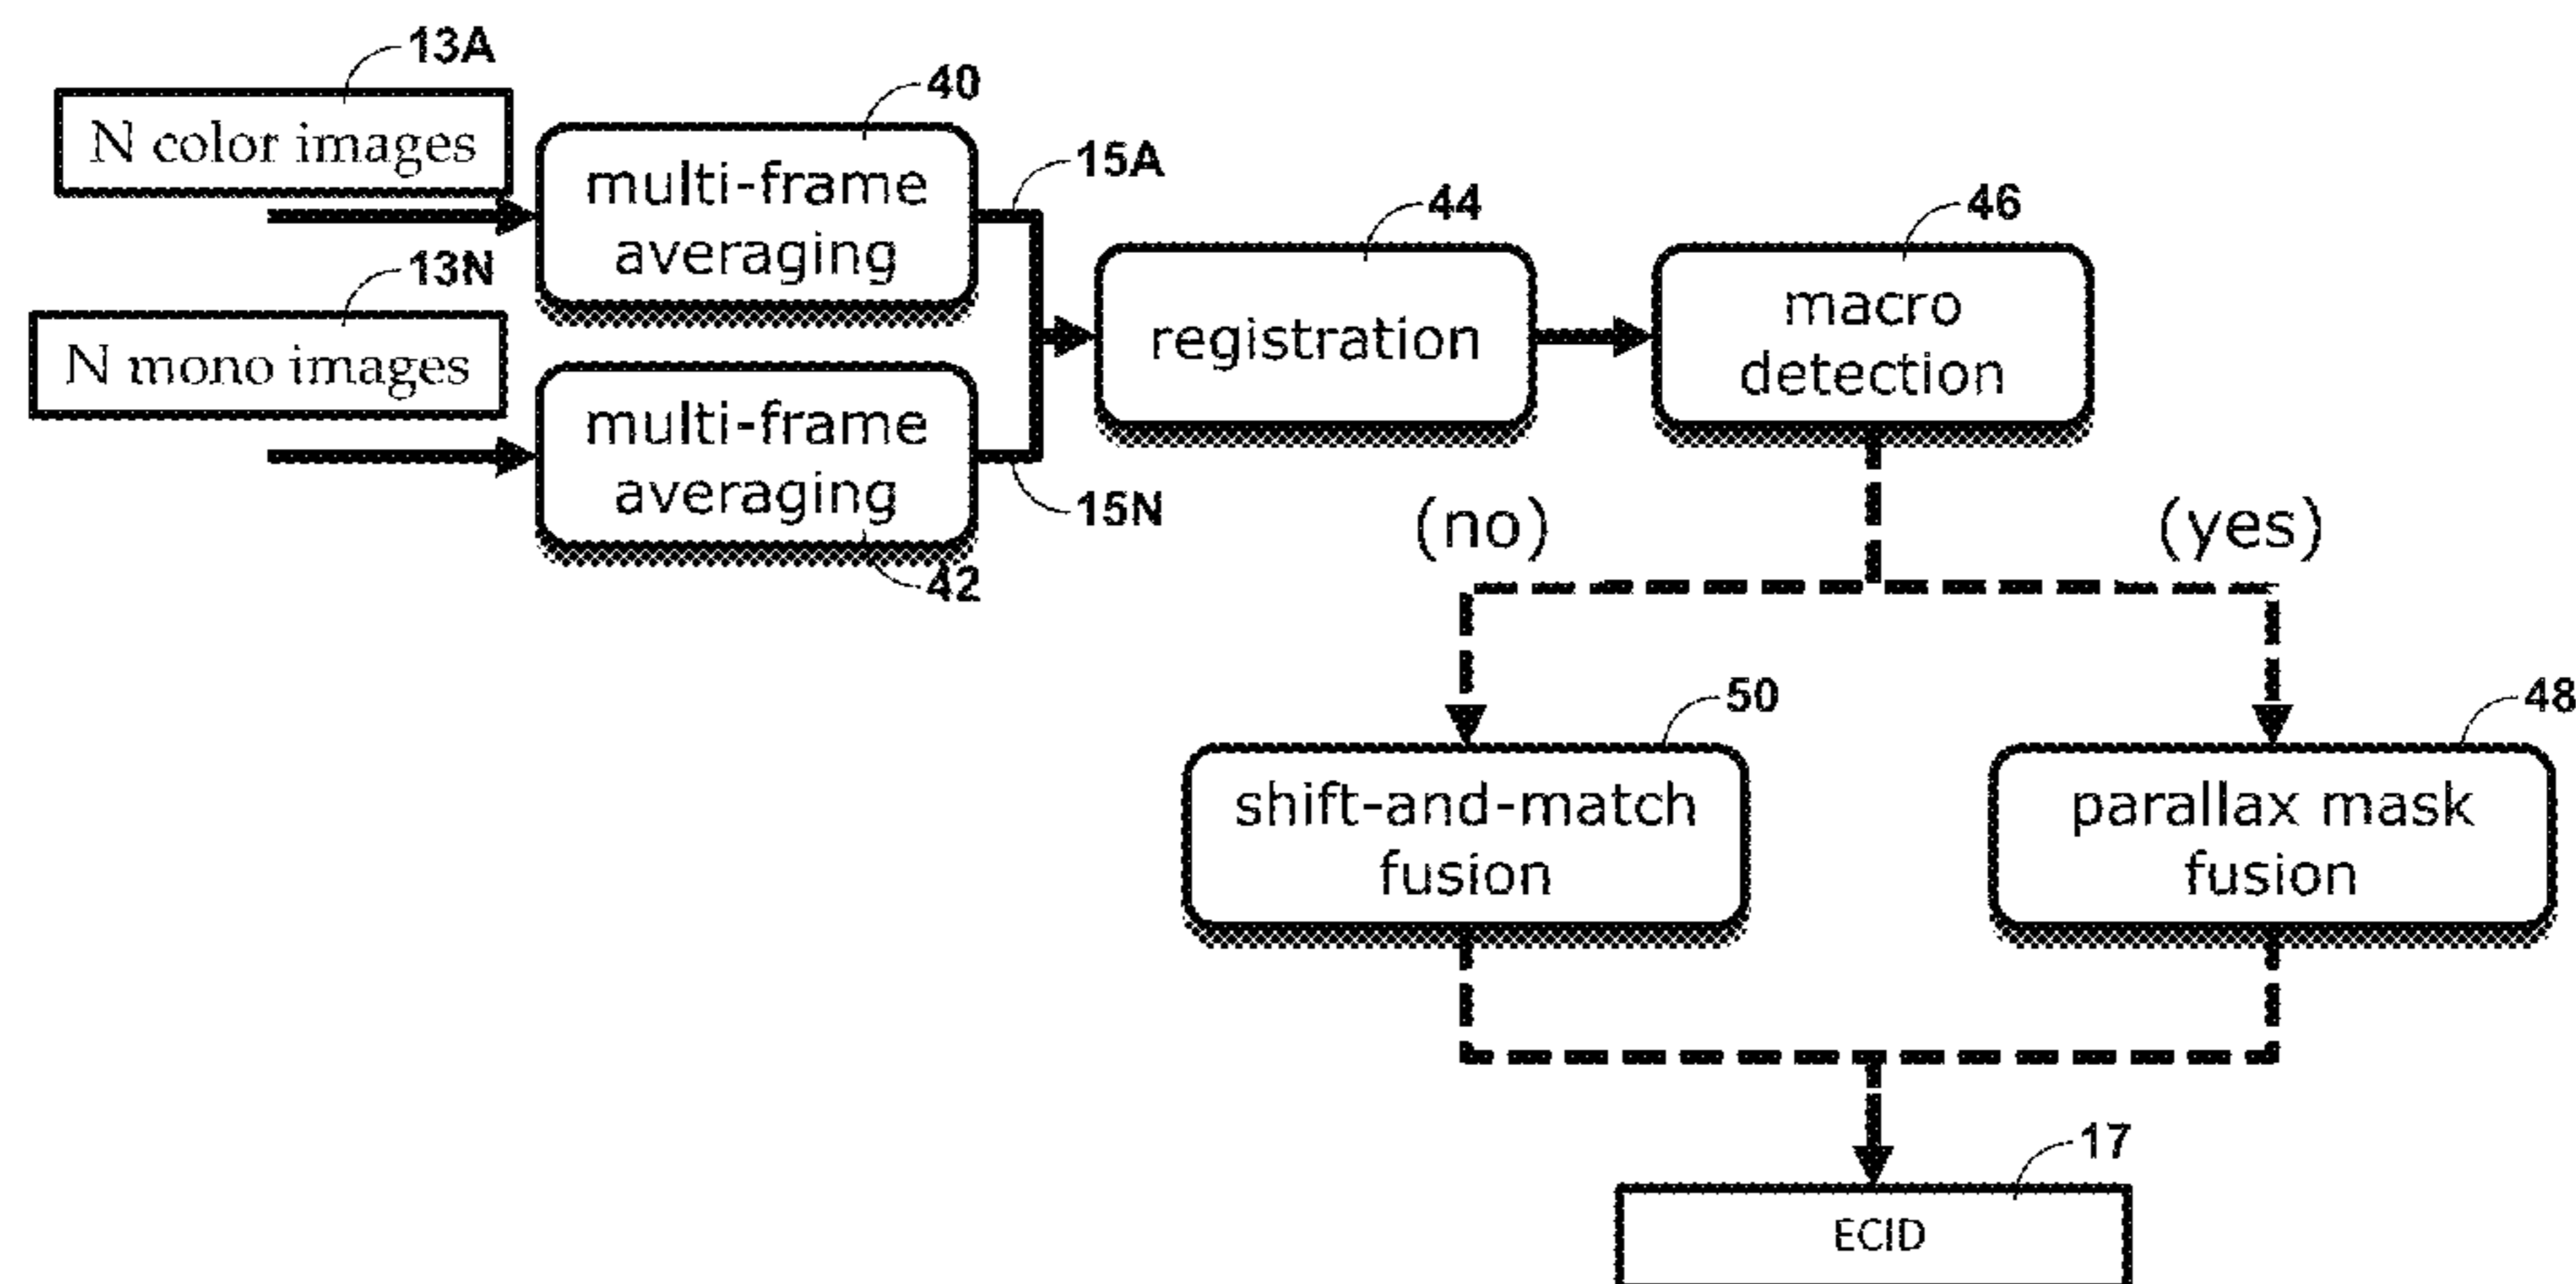 13A
N color images
40
multi-frame
averaging
15A
13N
N mono images
multi-frame
averaging
42
15N
44
registration
46
macro
detection
(no)
(yes)
50
shift-and-match
fusion
48
parallax mask
fusion
17
ECID